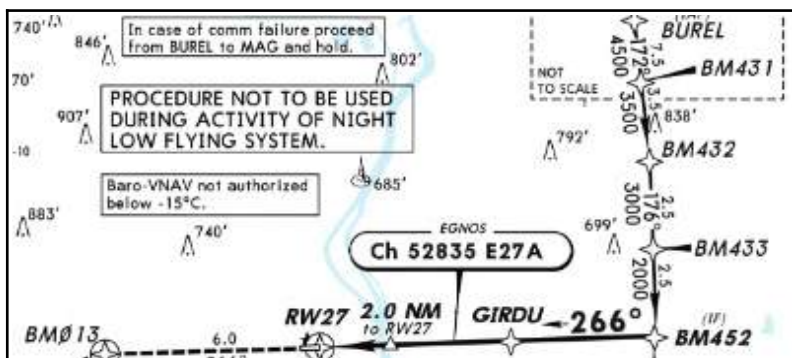 740'
846'
In case of comm failure proceed
from BUREL to MAG and hold.
802'
BUREL
7.5
172°
4500
BM431
NOT
TO SCALE
70'
PROCEDURE NOT TO BE USED
DURING ACTIVITY OF NIGHT
LOW FLYING SYSTEM.
3.5
3500
838'
907'
792'
BM432
-10
685'
Baro-VNAV not authorized
below -15°C.
2.5
176°
3000
883'
740'
EGNOS
Ch 52835 E27A
699'
BM433
2.5
2000
RW27
2.0 NM
to RW27
GIRDU
266°
(IF)
BM452
BMØ13
6.0